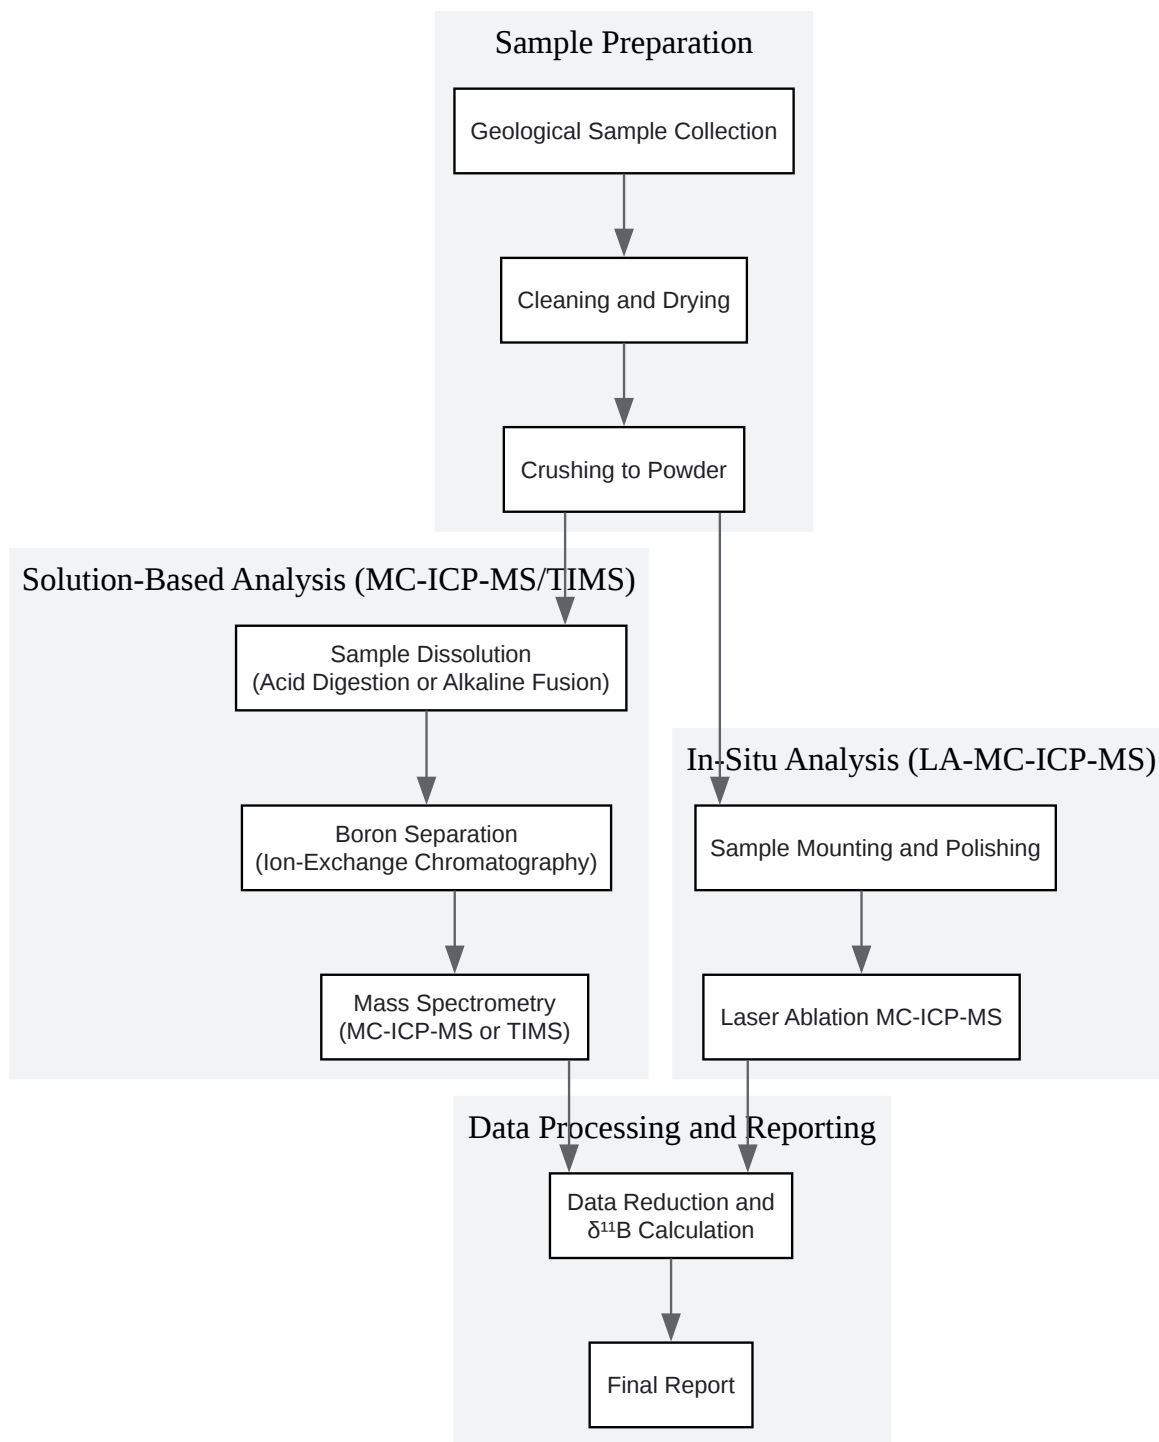 Sample Preparation
Geological Sample Collection
Cleaning and Drying
Crushing to Powder
Solution-Based Analysis (MC-ICP-MS/TIMS)
Sample Dissolution
(Acid Digestion or Alkaline Fusion)
Boron Separation
(Ion-Exchange Chromatography)
Mass Spectrometry
(MC-ICP-MS or TIMS)
In-Situ Analysis (LA-MC-ICP-MS)
Sample Mounting and Polishing
Laser Ablation MC-ICP-MS
Data Processing and Reporting
Data Reduction and
δ¹¹B Calculation
Final Report